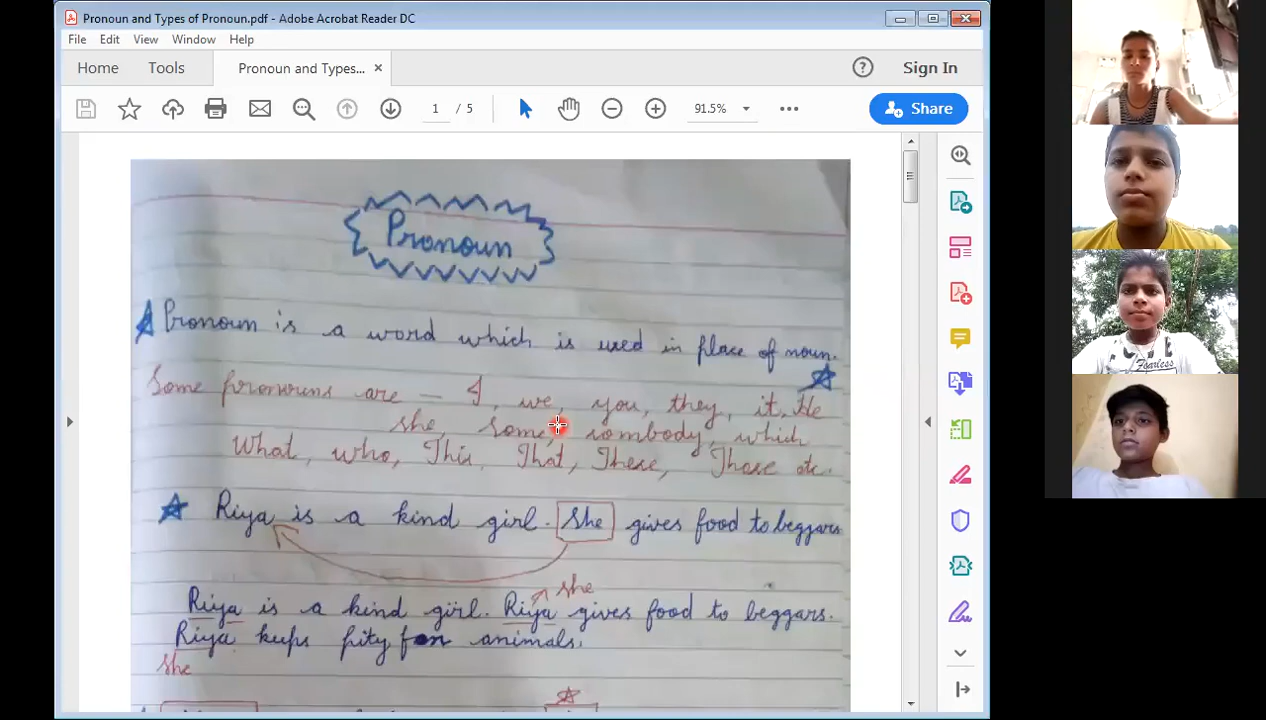 Pronoun and Types of Pronoun.pdf - Adobe Acrobat Reader DC
File Edit View Window Help
Home Tools Pronoun and Types... × Sign In
1 / 5 91.5% Share
Pronoun
Pronoun is a word which is used in place of noun.
Some pronouns are — I, we, you, they, it, He
she, some, sombody, which
What, who, This, That, These, Those etc.
Riya is a kind girl. She gives food to beggars
she
Riya is a kind girl. Riya gives food to beggars.
Riya keeps pity for animals.
she
Fearless